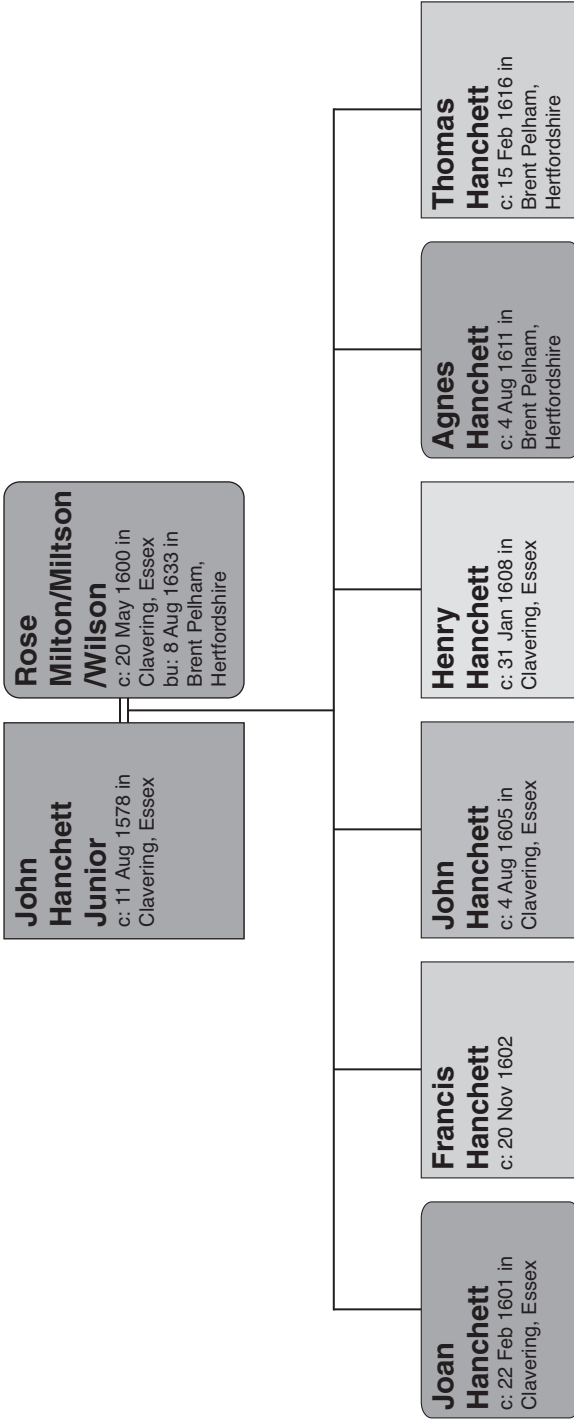 John
Hanchett
Junior
c: 11 Aug 1578 in
Clavering, Essex
Rose
Milton/Miltson
/Wilson
c: 20 May 1600 in
Clavering, Essex
bu: 8 Aug 1633 in
Brent Pelham,
Hertfordshire
Joan
Hanchett
c: 22 Feb 1601 in
Clavering, Essex
Francis
Hanchett
c: 20 Nov 1602
John
Hanchett
c: 4 Aug 1605 in
Clavering, Essex
Henry
Hanchett
c: 31 Jan 1608 in
Clavering, Essex
Agnes
Hanchett
c: 4 Aug 1611 in
Brent Pelham,
Hertfordshire
Thomas
Hanchett
c: 15 Feb 1616 in
Brent Pelham,
Hertfordshire